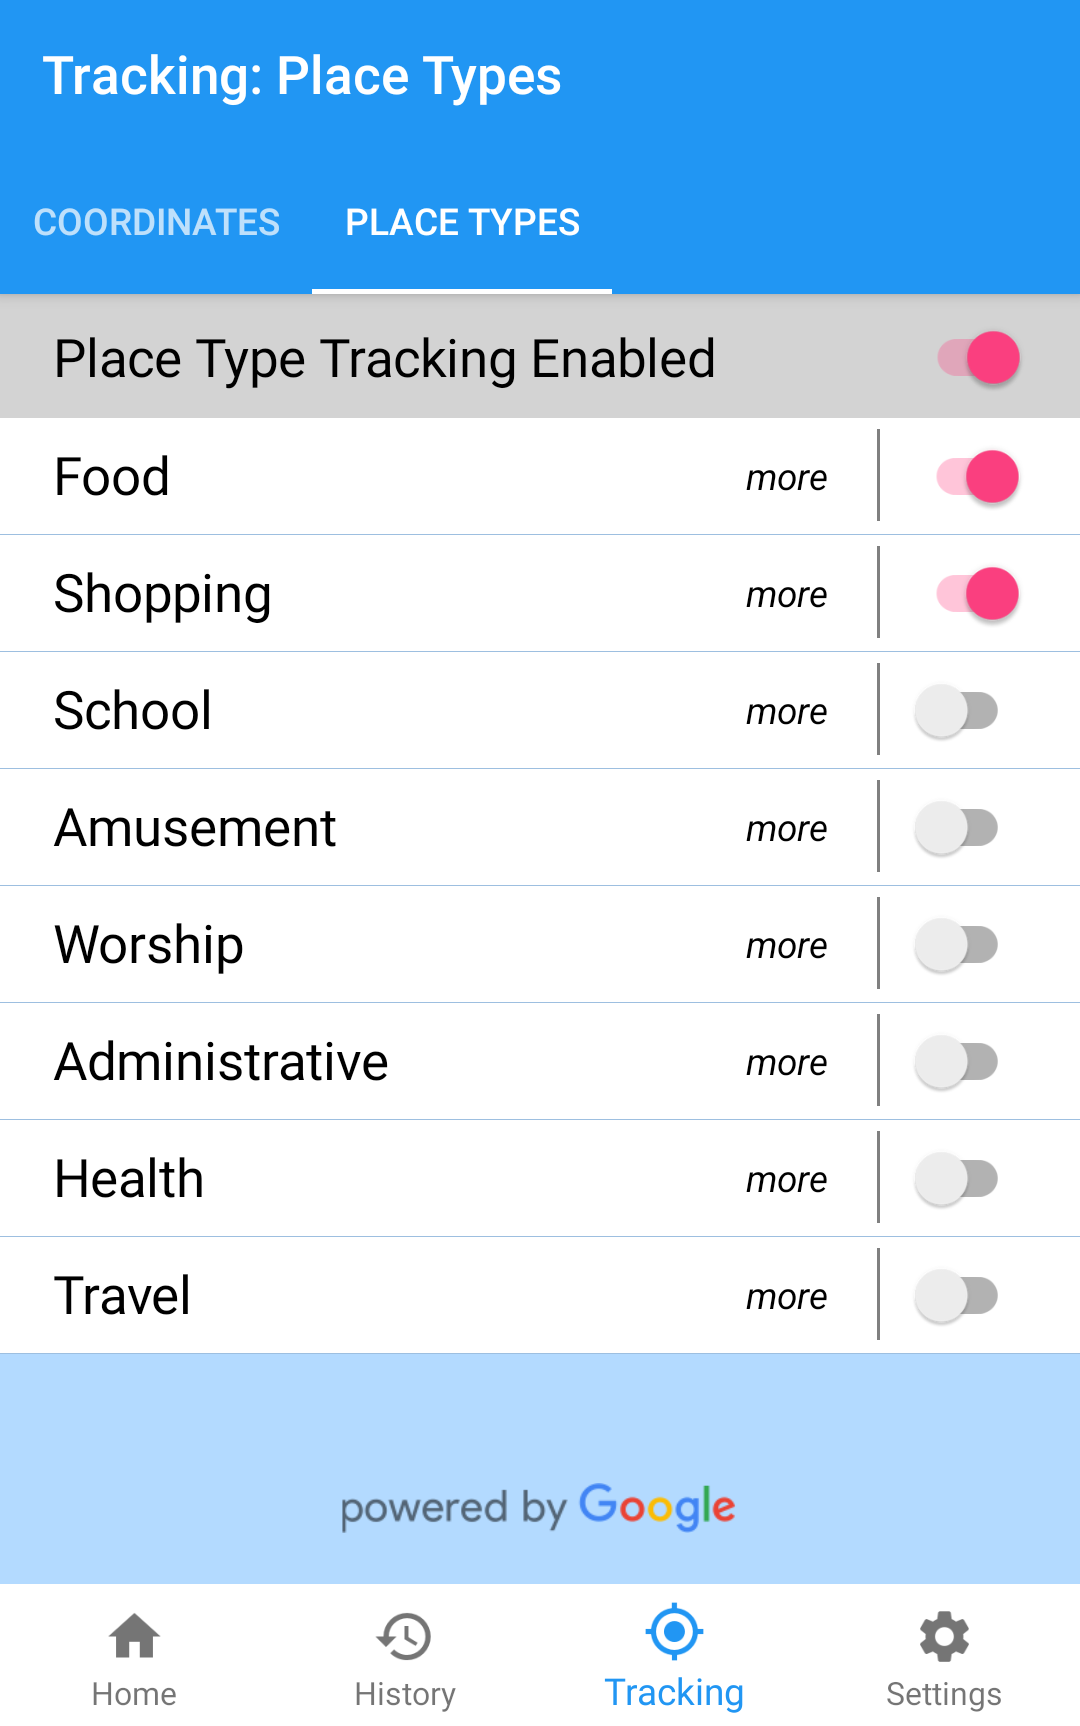 Tracking: Place Types
COORDINATES PLACE TYPES
Place Type Tracking Enabled
Food more
Shopping more
School more
Amusement more
Worship more
Administrative more
Health more
Travel more
powered by Google
Home History Tracking Settings